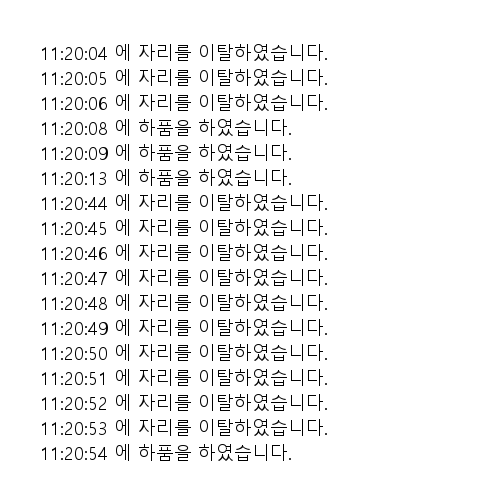 11:20:04 에 자리를 이탈하였습니다.
11:20:05 에 자리를 이탈하였습니다.
11:20:06 에 자리를 이탈하였습니다.
11:20:08 에 하품을 하였습니다.
11:20:09 에 하품을 하였습니다.
11:20:13 에 하품을 하였습니다.
11:20:44 에 자리를 이탈하였습니다.
11:20:45 에 자리를 이탈하였습니다.
11:20:46 에 자리를 이탈하였습니다.
11:20:47 에 자리를 이탈하였습니다.
11:20:48 에 자리를 이탈하였습니다.
11:20:49 에 자리를 이탈하였습니다.
11:20:50 에 자리를 이탈하였습니다.
11:20:51 에 자리를 이탈하였습니다.
11:20:52 에 자리를 이탈하였습니다.
11:20:53 에 자리를 이탈하였습니다.
11:20:54 에 하품을 하였습니다.